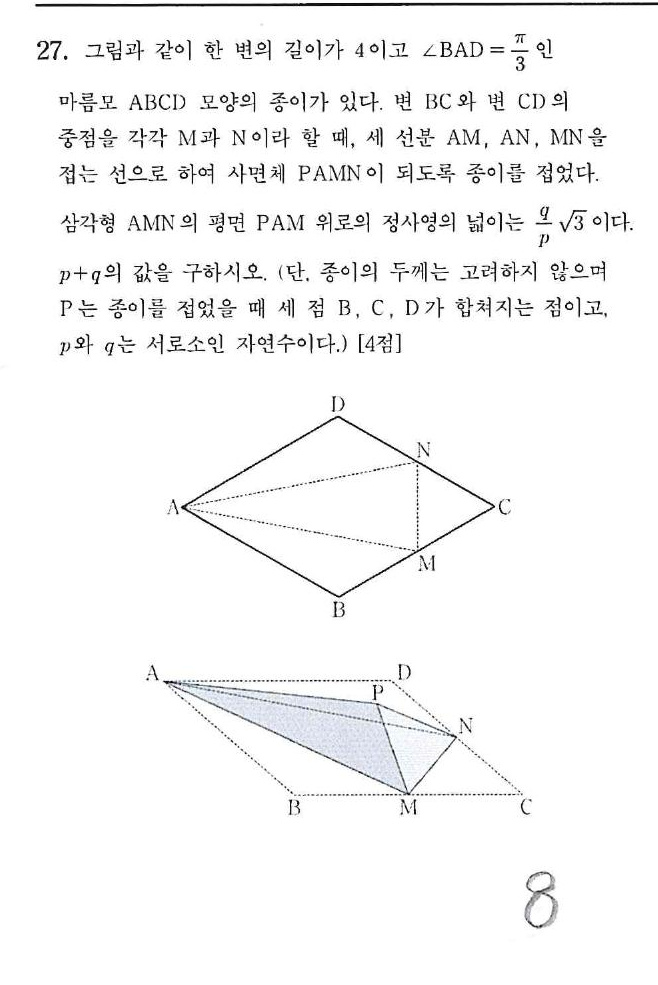 27. 그림과 같이 한 변의 길이가 4이고 ∠BAD = π/3 인
마름모 ABCD 모양의 종이가 있다. 변 BC와 변 CD의
중점을 각각 M과 N이라 할 때, 세 선분 AM, AN, MN을
접는 선으로 하여 사면체 PAMN이 되도록 종이를 접었다.
삼각형 AMN의 평면 PAM 위로의 정사영의 넓이는 q/p √3 이다.
p+q의 값을 구하시오. (단, 종이의 두께는 고려하지 않으며
P는 종이를 접었을 때 세 점 B, C, D가 합쳐지는 점이고,
p와 q는 서로소인 자연수이다.) [4점]
D
N
A
C
M
B
A
D
P
N
B
M
C
8